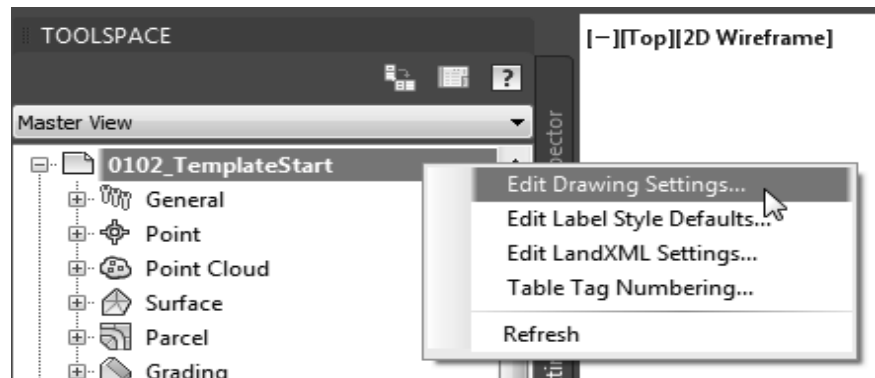 TOOLSPACE
[−][Top][2D Wireframe]
?
Master View
0102_TemplateStart
General
Point
Point Cloud
Surface
Parcel
Grading
Edit Drawing Settings...
Edit Label Style Defaults...
Edit LandXML Settings...
Table Tag Numbering...
Refresh